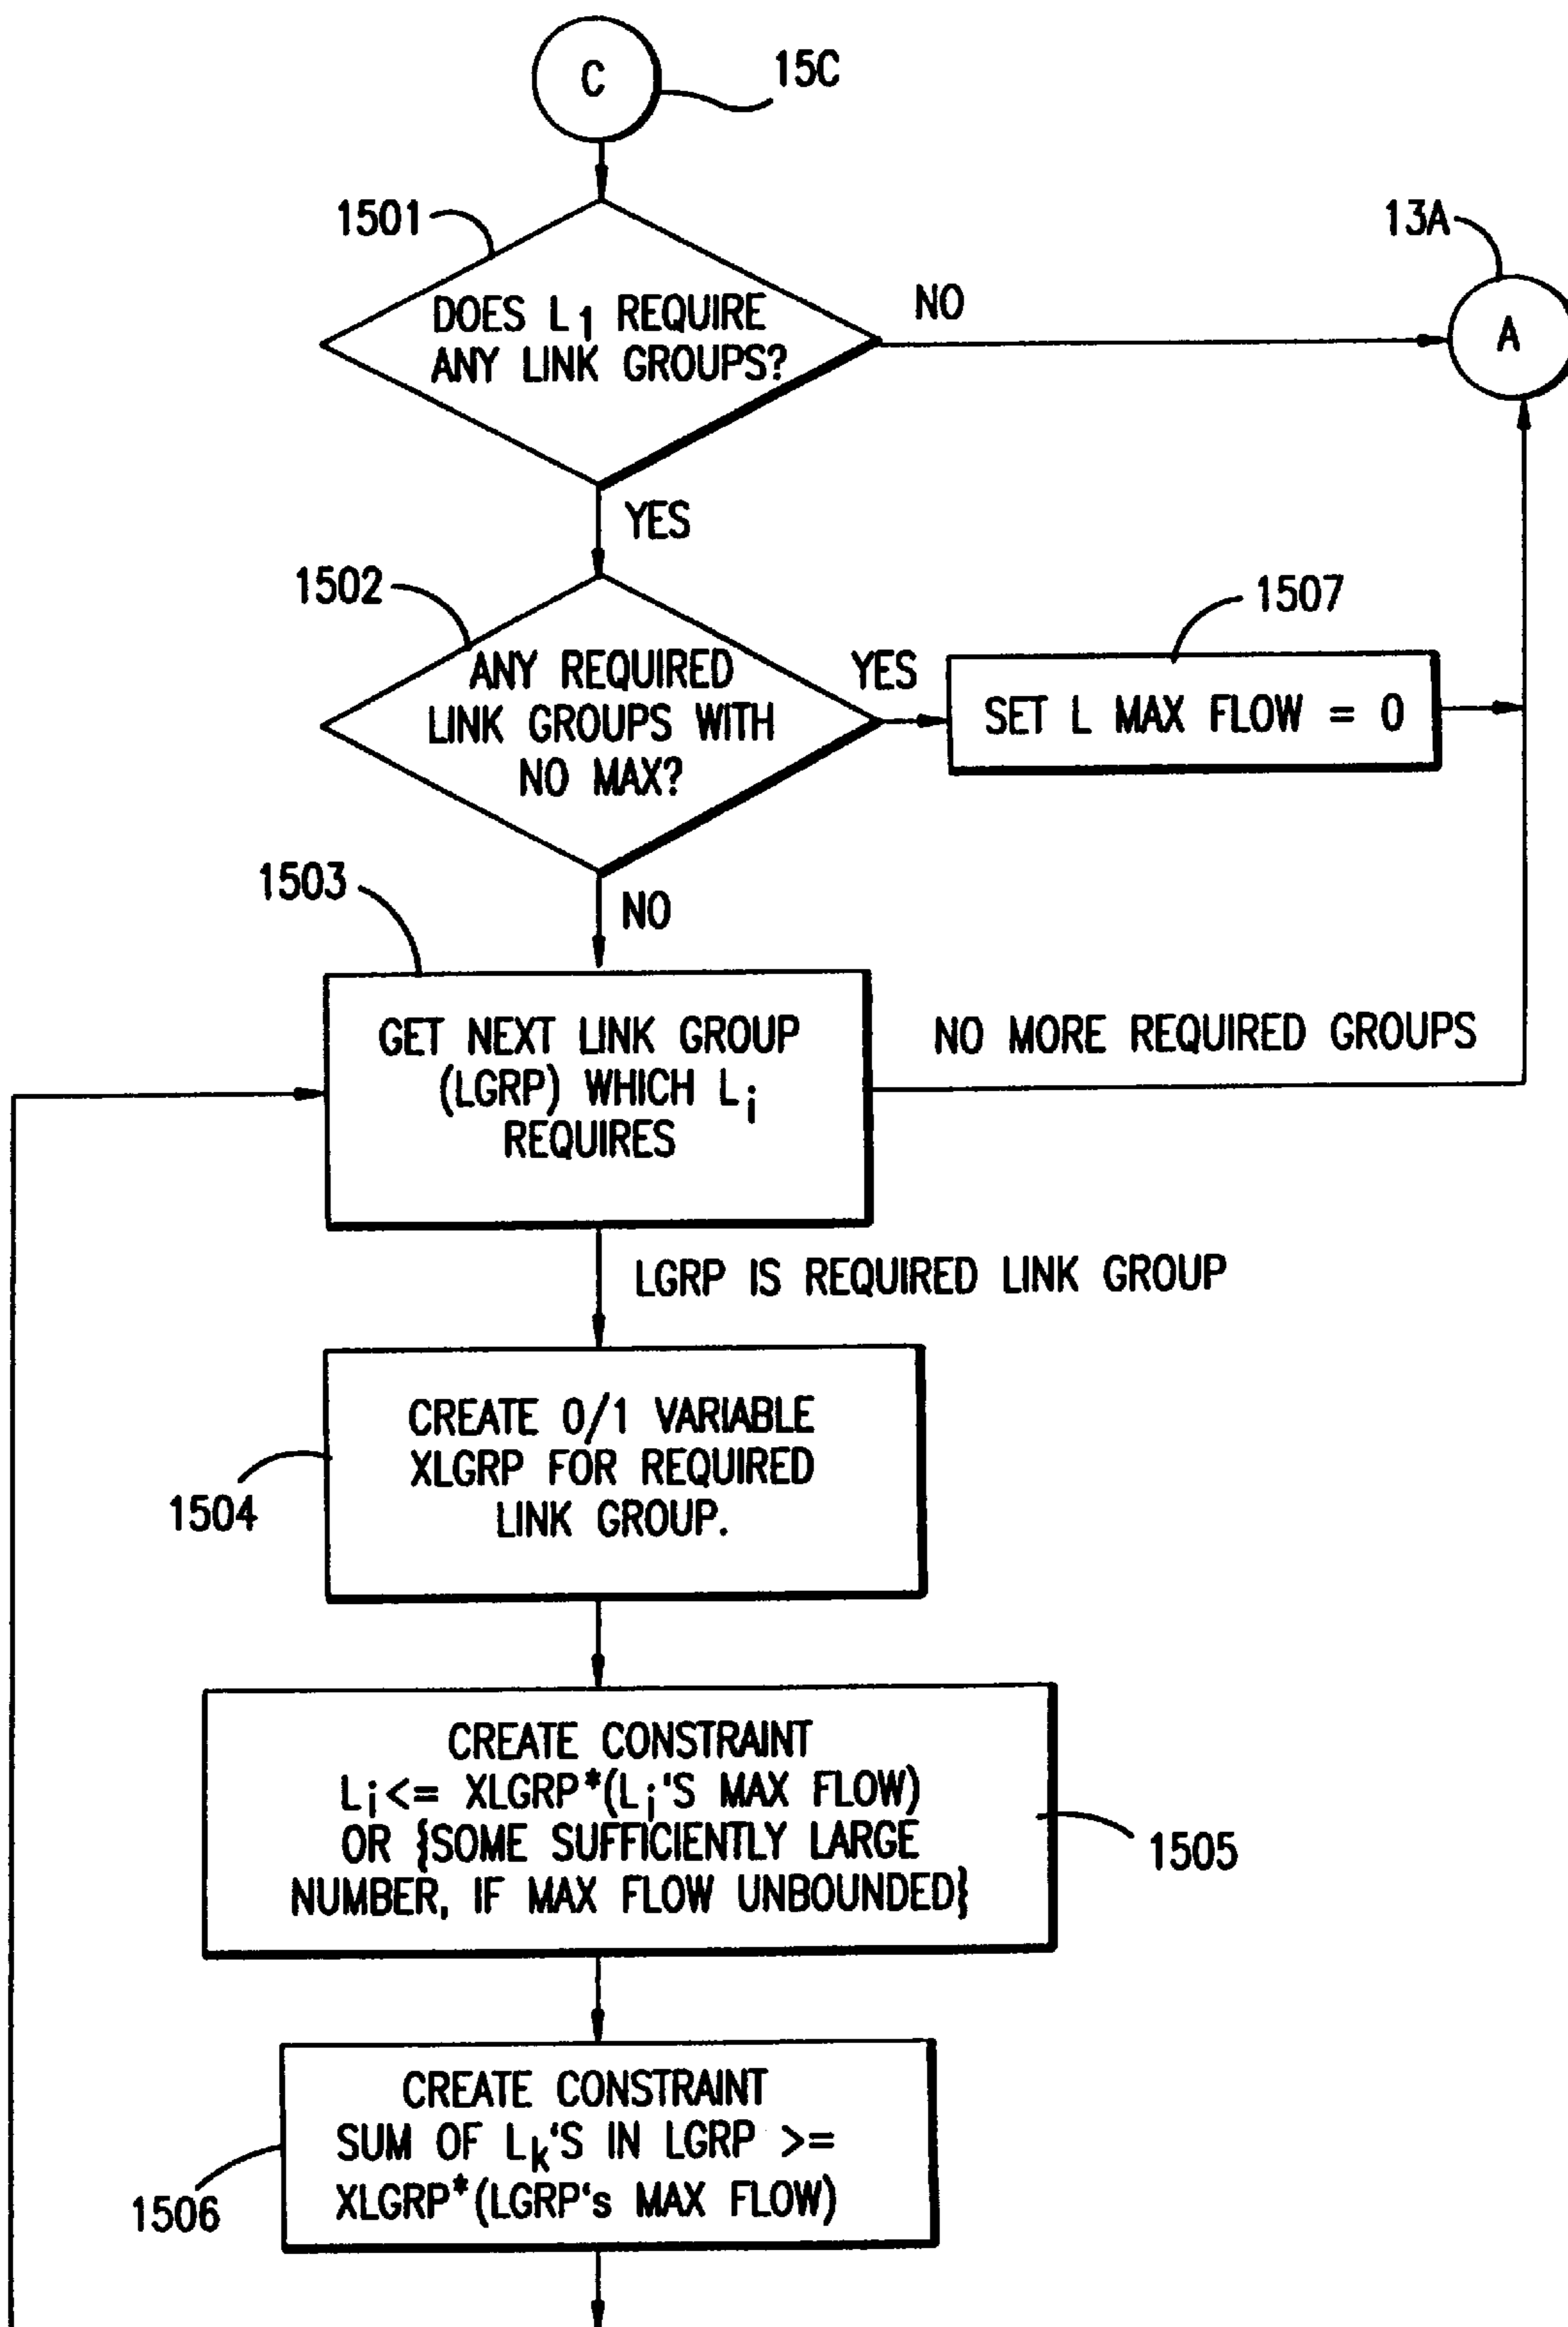 C
15C
1501
13A
DOES L1 REQUIRE
ANY LINK GROUPS?
NO
A
YES
1502
1507
ANY REQUIRED
LINK GROUPS WITH
NO MAX?
YES
SET L MAX FLOW = 0
1503
NO
GET NEXT LINK GROUP
(LGRP) WHICH Li
REQUIRES
NO MORE REQUIRED GROUPS
LGRP IS REQUIRED LINK GROUP
CREATE 0/1 VARIABLE
XLGRP FOR REQUIRED
LINK GROUP.
1504
CREATE CONSTRAINT
Li<= XLGRP*(Li'S MAX FLOW)
OR {SOME SUFFICIENTLY LARGE
NUMBER, IF MAX FLOW UNBOUNDED}
1505
CREATE CONSTRAINT
SUM OF Lk'S IN LGRP >=
XLGRP*(LGRP's MAX FLOW)
1506